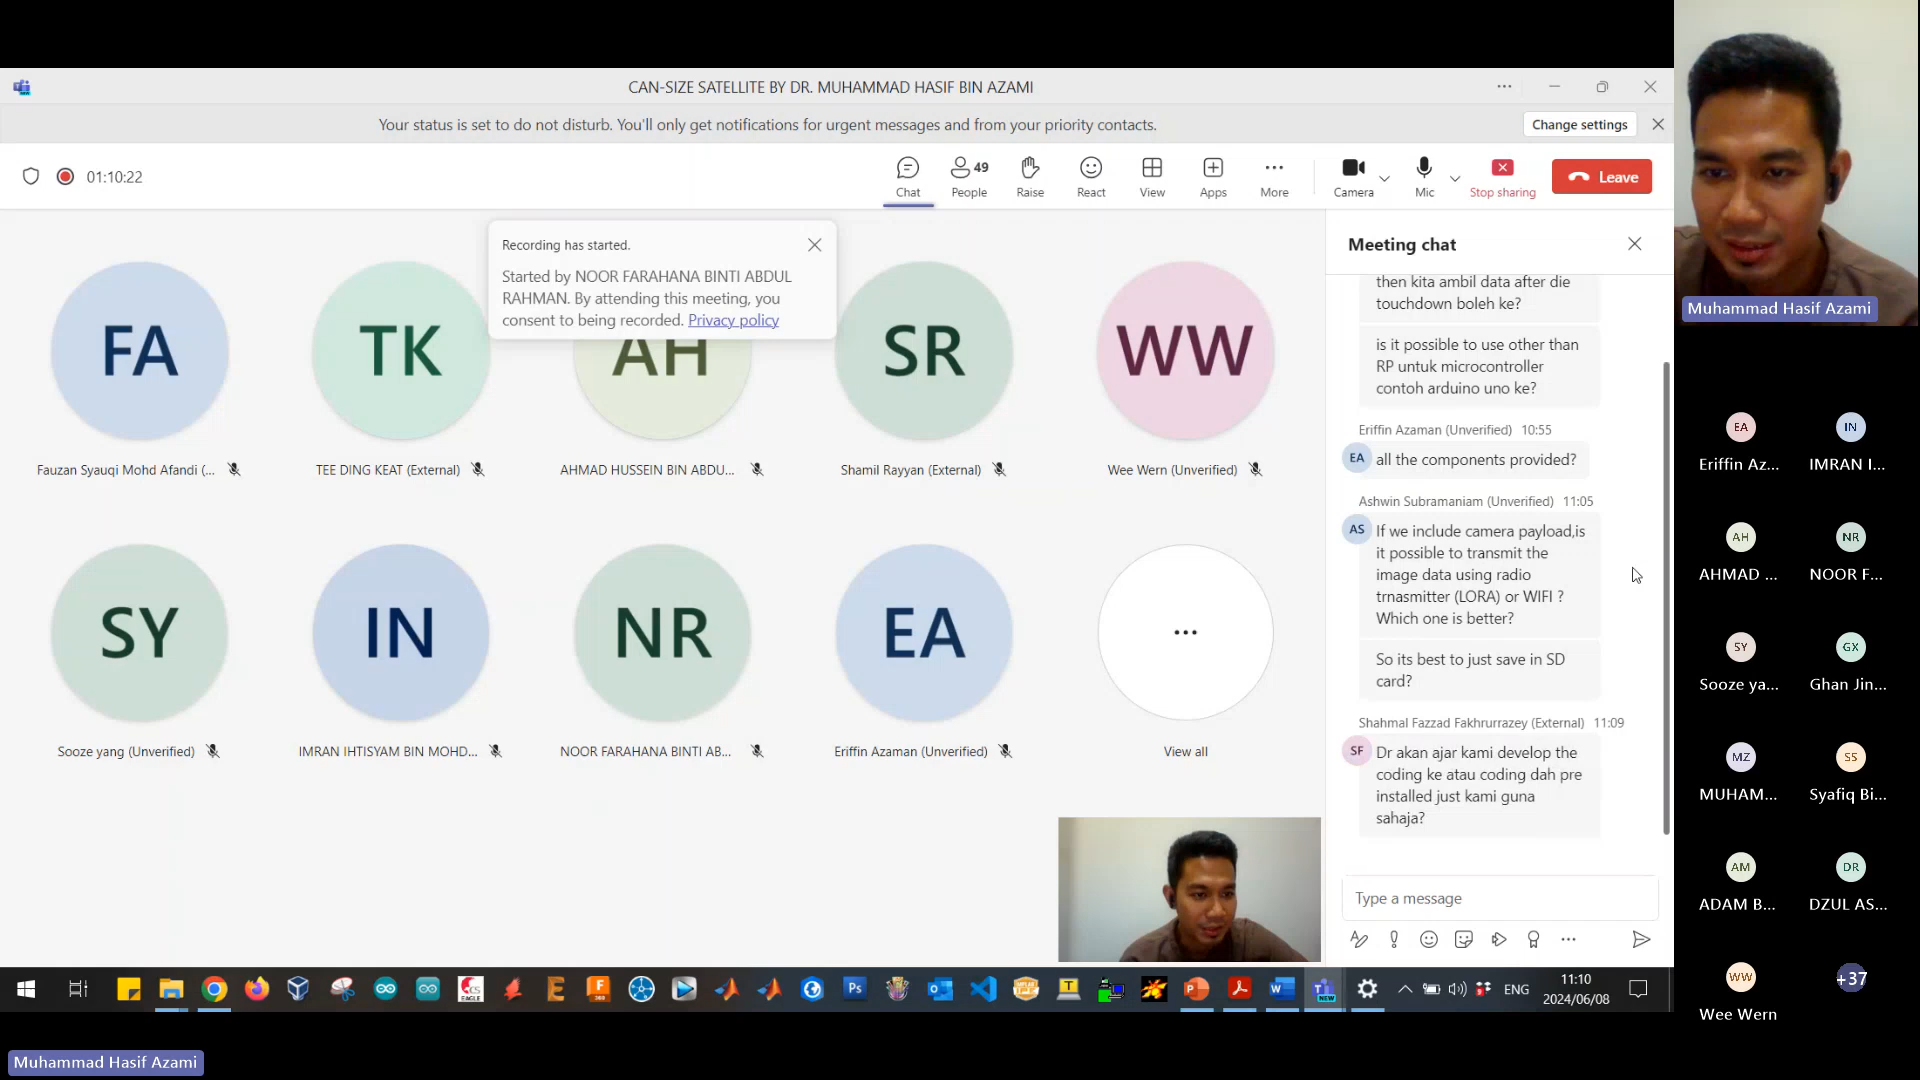 CAN-SIZE SATELLITE BY DR. MUHAMMAD HASIF BIN AZAMI
Your status is set to do not disturb. You'll only get notifications for urgent messages and from your priority contacts.
Change settings
01:10:22
Chat
49
People
Raise
React
View
Apps
More
Camera
Mic
Stop sharing
Leave
Recording has started.
Started by NOOR FARAHANA BINTI ABDUL
RAHMAN. By attending this meeting, you
consent to being recorded. Privacy policy
FA
TK
AH
SR
WW
Fauzan Syauqi Mohd Afandi (...
TEE DING KEAT (External)
AHMAD HUSSEIN BIN ABDU...
Shamil Rayyan (External)
Wee Wern (Unverified)
SY
IN
NR
EA
Sooze yang (Unverified)
IMRAN IHTISYAM BIN MOHD...
NOOR FARAHANA BINTI AB...
Eriffin Azaman (Unverified)
View all
Meeting chat
then kita ambil data after die
touchdown boleh ke?
is it possible to use other than
RP untuk microcontroller
contoh arduino uno ke?
Eriffin Azaman (Unverified) 10:55
EA
all the components provided?
Ashwin Subramaniam (Unverified) 11:05
AS
If we include camera payload,is
it possible to transmit the
image data using radio
trnasmitter (LORA) or WIFI ?
Which one is better?
So its best to just save in SD
card?
Shahmal Fazzad Fakhrurrazey (External) 11:09
SF
Dr akan ajar kami develop the
coding ke atau coding dah pre
installed just kami guna
sahaja?
Type a message
Muhammad Hasif Azami
EA
IN
Eriffin Az...
IMRAN I...
AH
NR
AHMAD ...
NOOR F...
SY
GX
Sooze ya...
Ghan Jin...
MZ
SS
MUHAM...
Syafiq Bi...
AM
DR
ADAM B...
DZUL AS...
WW
+37
Wee Wern
ENG
11:10
2024/06/08
Muhammad Hasif Azami